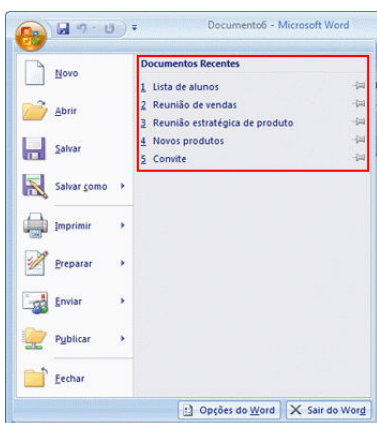 Documento6 - Microsoft Word
Novo
Abrir
Salvar
Salvar como
Imprimir
Preparar
Enviar
Publicar
Fechar
Documentos Recentes
1 Lista de alunos
2 Reunião de vendas
3 Reunião estratégica de produto
4 Novos produtos
5 Convite
Opções do Word
Sair do Word